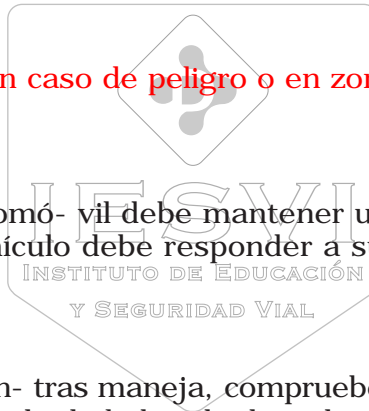 n caso de peligro o en zon
omó- vil debe mantener u
ículo debe responder a su
IESVI
INSTITUTO DE EDUCACIÓN
Y SEGURIDAD VIAL
n- tras maneja, comprueb